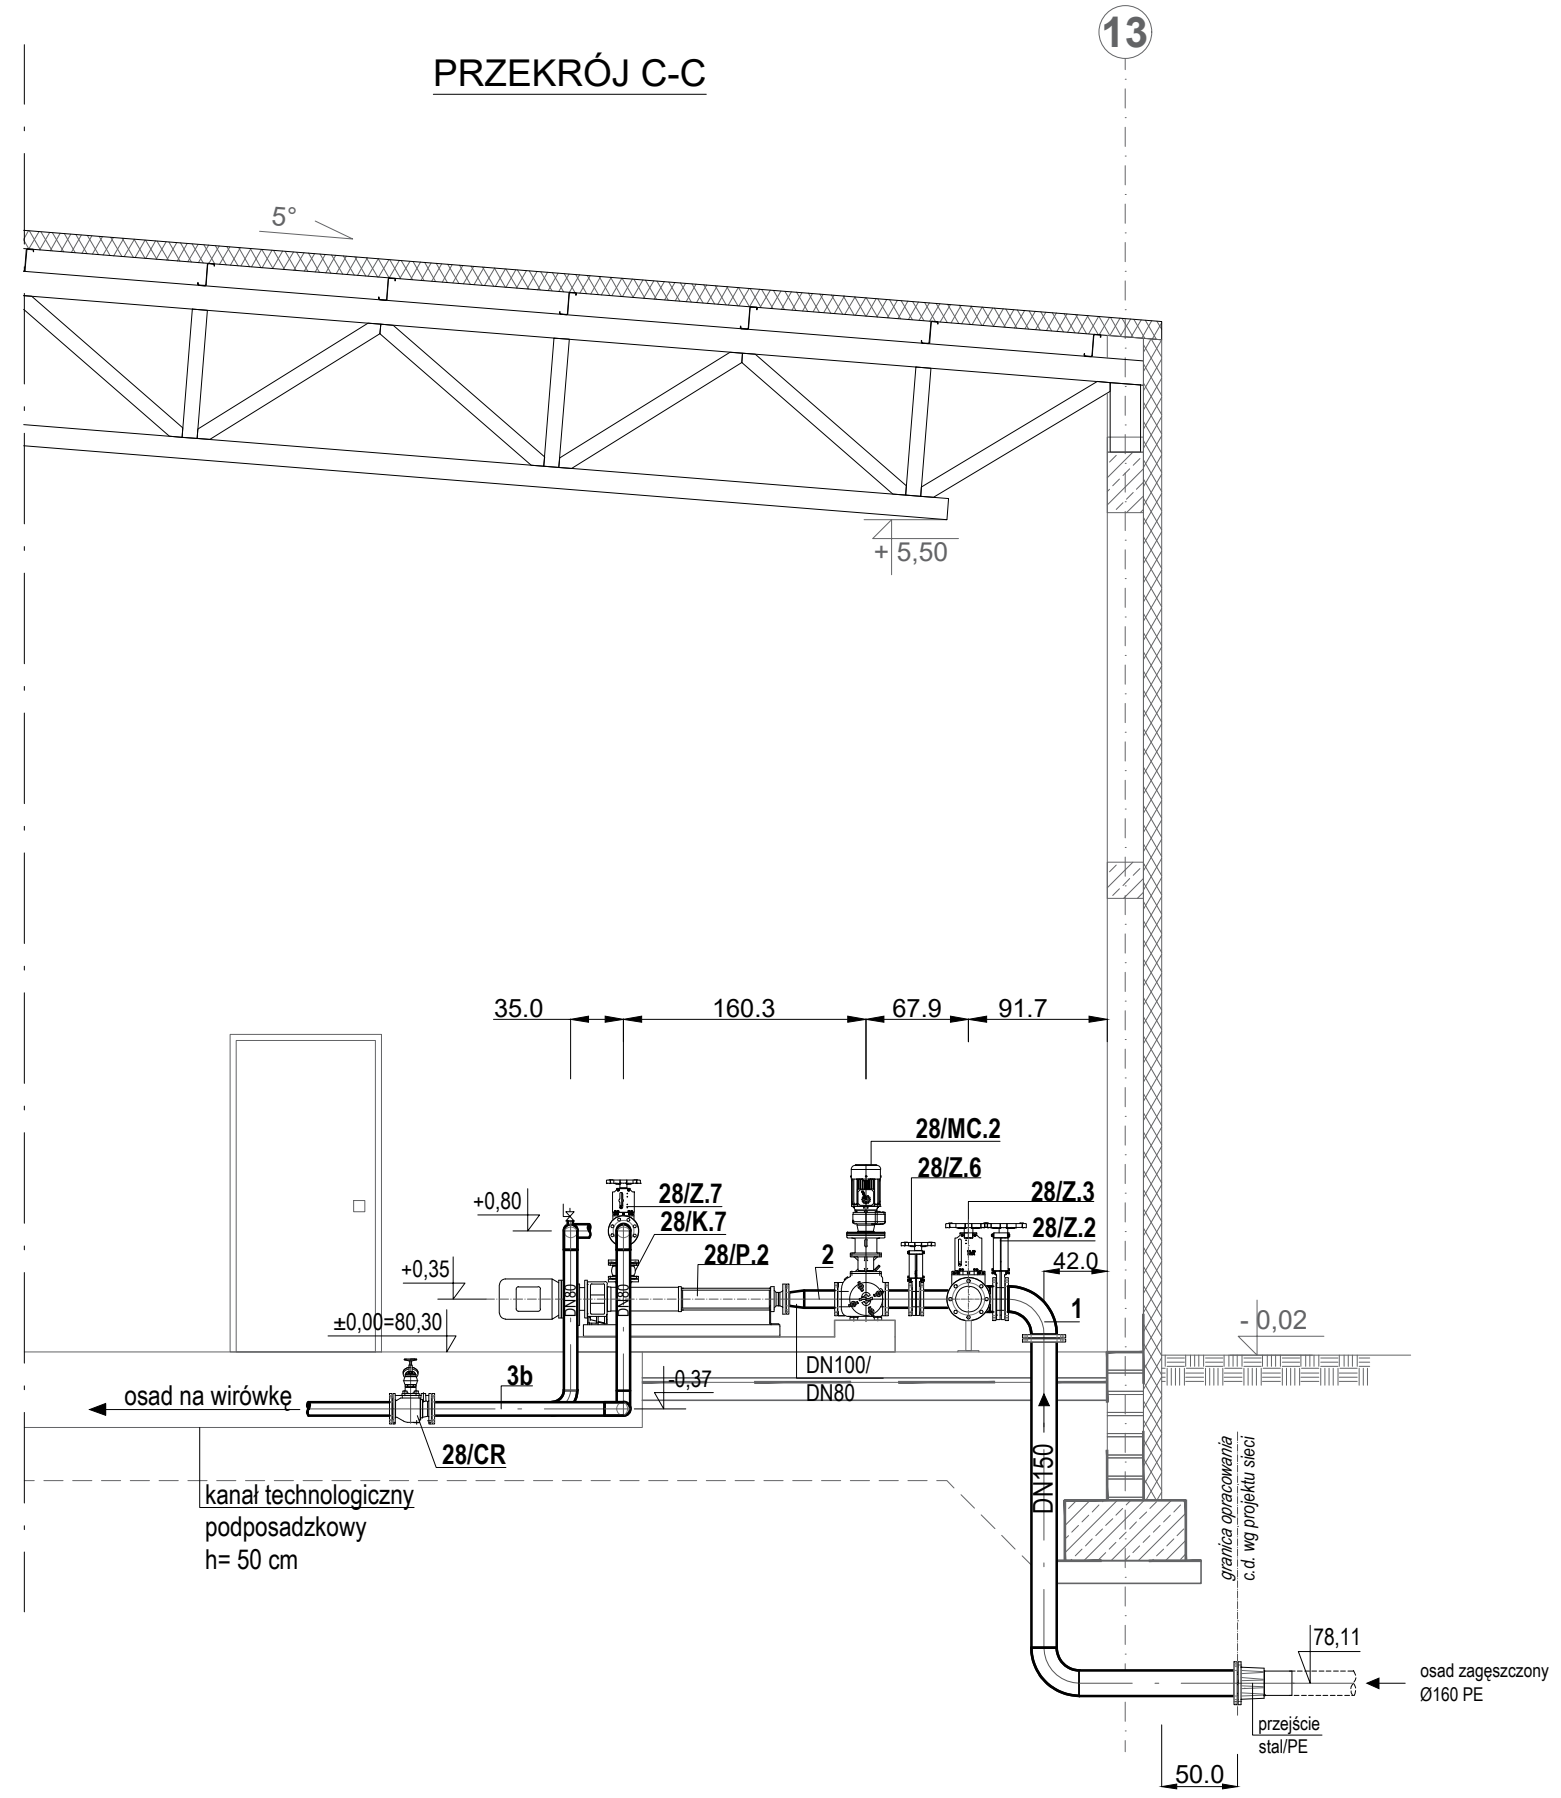 13
PRZEKRÓJ C-C
5°
+ 5,50
35.0
160.3
67.9
91.7
28/MC.2
28/Z.6
28/Z.7
28/Z.3
+0,80
28/K.7
28/Z.2
28/P.2
2
42.0
+0,35
DN80
DN80
1
±0,00=80,30
- 0,02
DN100/
DN80
3b
-0,37
osad na wirówkę
28/CR
DN150
granica opracowania
c.d. wg projektu sieci
kanał technologiczny
podposadzkowy
h= 50 cm
78,11
osad zagęszczony
Ø160 PE
przejście
stal/PE
50.0